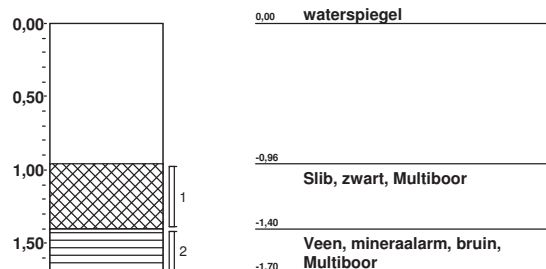 0,00
0,50
1,00
1,50
1
2
0,00 waterspiegel
-0,96
Slib, zwart, Multiboor
-1,40
Veen, mineraalarm, bruin,
Multiboor
-1,70